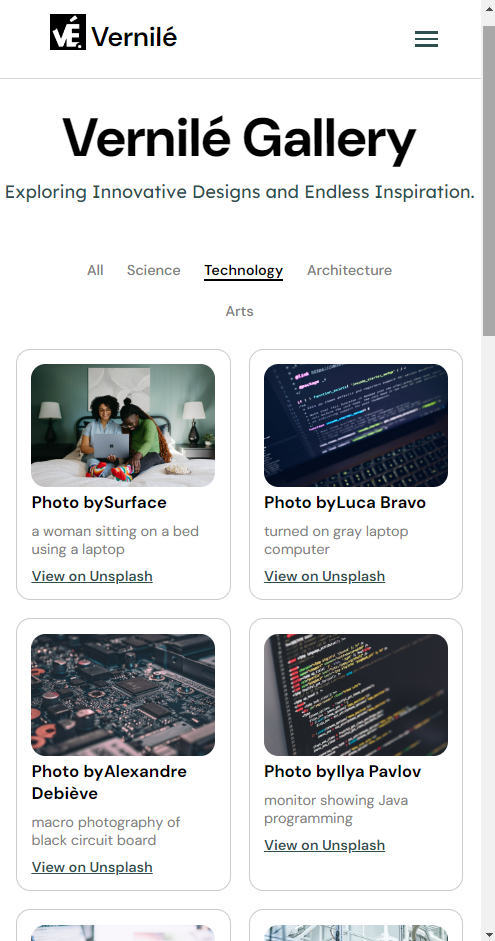 VÉ. Vernilé
Vernilé Gallery
Exploring Innovative Designs and Endless Inspiration.
All Science Technology Architecture
Arts
Photo bySurface
a woman sitting on a bed
using a laptop
View on Unsplash
Photo byLuca Bravo
turned on gray laptop
computer
View on Unsplash
Photo byAlexandre
Debiève
macro photography of
black circuit board
View on Unsplash
Photo byIlya Pavlov
monitor showing Java
programming
View on Unsplash